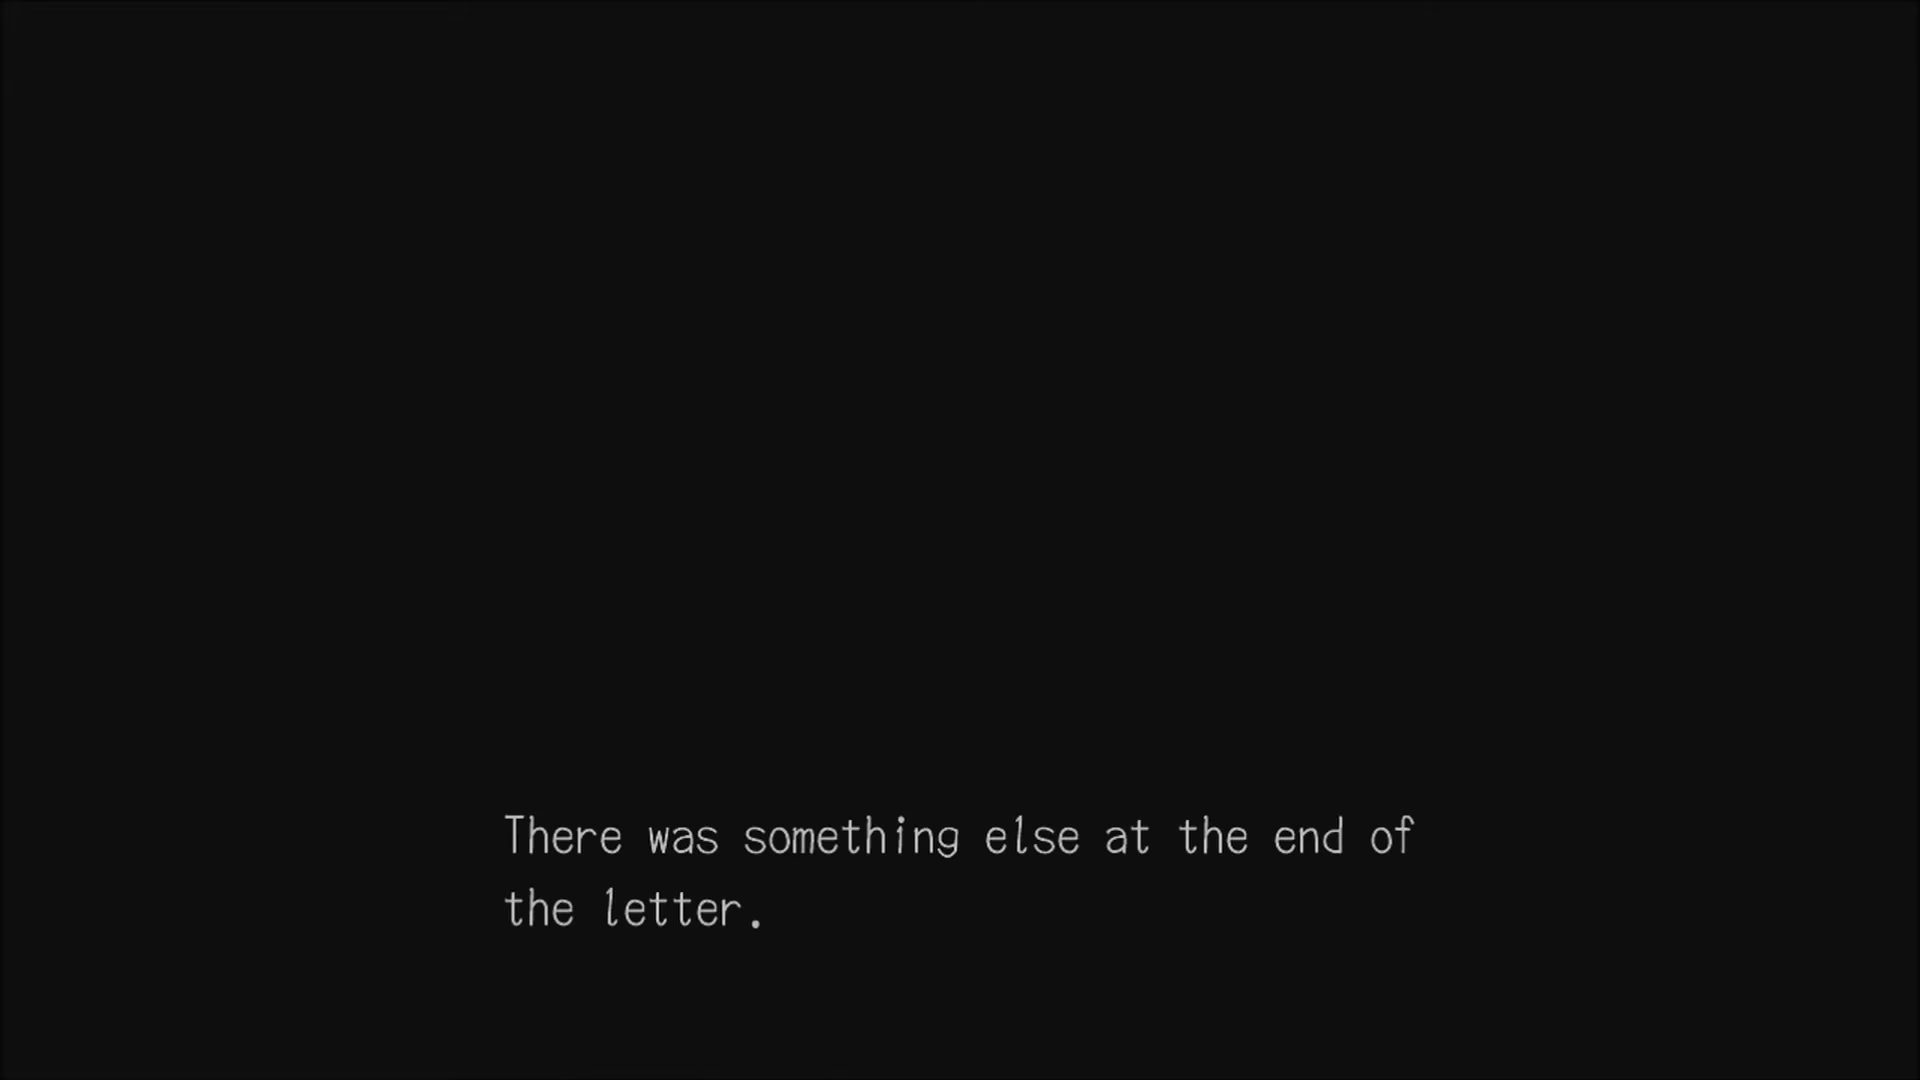 There was something else at the end of
the letter.